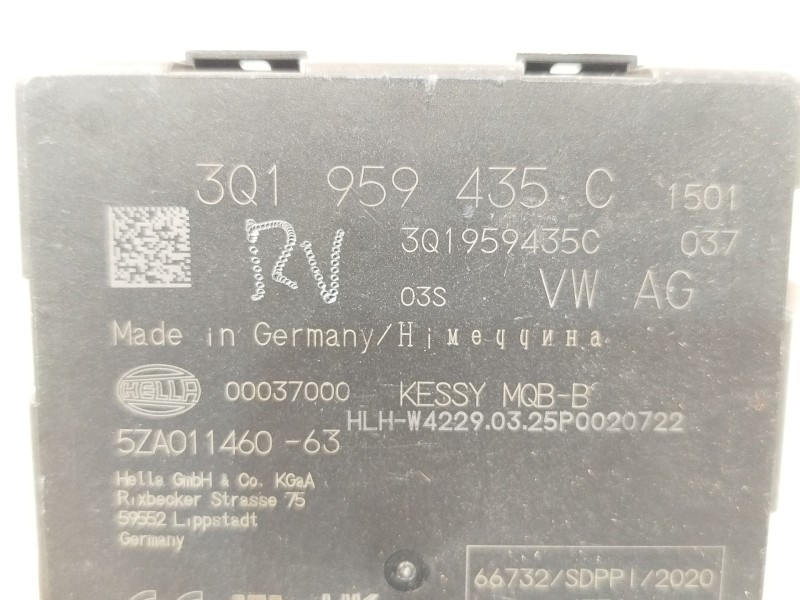 3Q1 959 435 C 1501
3Q1959435C 037
RN
03S VW AG
Made in Germany/Німеччина
HELLA 00037000 KESSY MQB-B
HLH-W4229.03.25P0020722
5ZA011460-63
Hella GmbH & Co. KGaA
Rixbecker Strasse 75
59552 Lippstadt
Germany
66732/SDPPI/2020